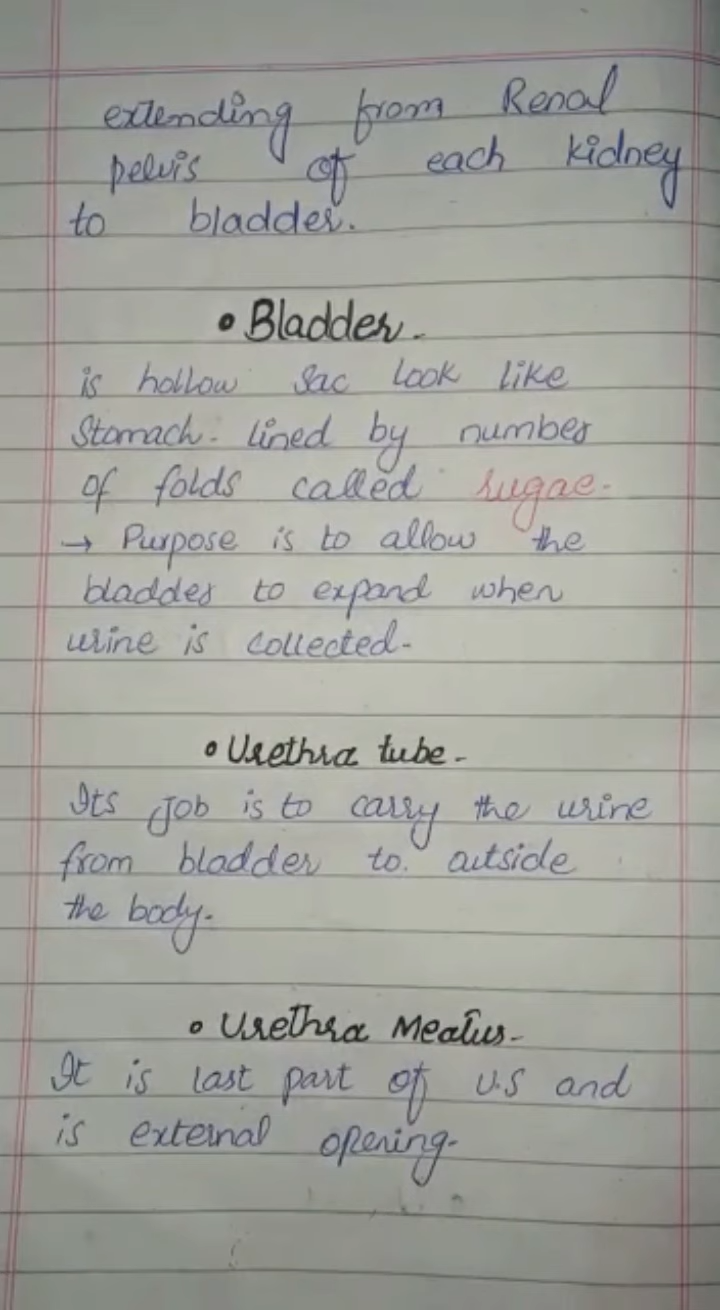 extending from Renal
pelvis of each kidney
to bladder.
• Bladder.
is hollow sac look like
Stomach. lined by number
of folds called rugae.
→ Purpose is to allow the
bladder to expand when
urine is collected.
• Urethra tube.
Its job is to carry the urine
from bladder to outside
the body.
• Urethra Meatus.
It is last part of U.S and
is external opening.